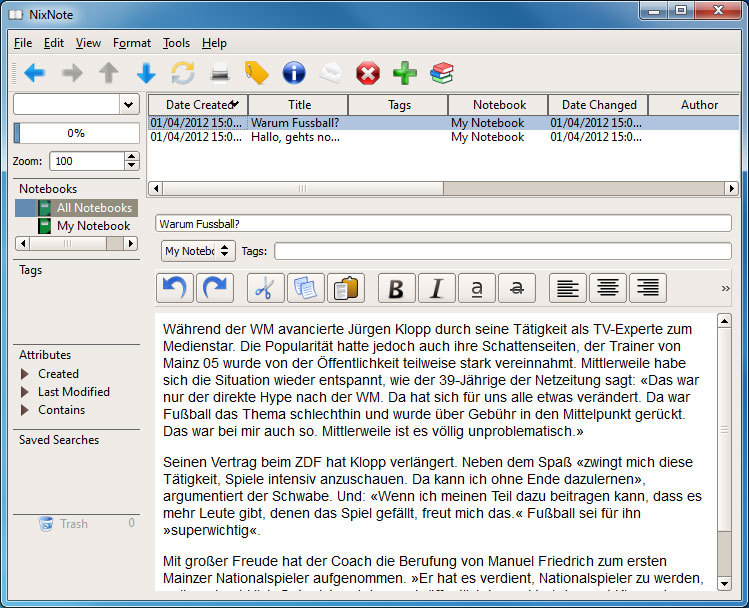 NixNote
File Edit View Format Tools Help
Date Created Title Tags Notebook Date Changed Author
01/04/2012 15:0... Warum Fussball? My Notebook 01/04/2012 15:0...
01/04/2012 15:0... Hallo, gehts no... My Notebook 01/04/2012 15:0...
0%
Zoom: 100
Notebooks
All Notebooks
My Notebook
Tags
Attributes
Created
Last Modified
Contains
Saved Searches
Trash 0
Warum Fussball?
My Noteb Tags:
B I a a »
Während der WM avancierte Jürgen Klopp durch seine Tätigkeit als TV-Experte zum
Medienstar. Die Popularität hatte jedoch auch ihre Schattenseiten, der Trainer von
Mainz 05 wurde von der Öffentlichkeit teilweise stark vereinnahmt. Mittlerweile habe
sich die Situation wieder entspannt, wie der 39-Jährige der Netzeitung sagt: «Das war
nur der direkte Hype nach der WM. Da hat sich für uns alle etwas verändert. Da war
Fußball das Thema schlechthin und wurde über Gebühr in den Mittelpunkt gerückt.
Das war bei mir auch so. Mittlerweile ist es völlig unproblematisch.»
Seinen Vertrag beim ZDF hat Klopp verlängert. Neben dem Spaß «zwingt mich diese
Tätigkeit, Spiele intensiv anzuschauen. Da kann ich ohne Ende dazulernen»,
argumentiert der Schwabe. Und: «Wenn ich meinen Teil dazu beitragen kann, dass es
mehr Leute gibt, denen das Spiel gefällt, freut mich das.« Fußball sei für ihn
»superwichtig«.
Mit großer Freude hat der Coach die Berufung von Manuel Friedrich zum ersten
Mainzer Nationalspieler aufgenommen. »Er hat es verdient, Nationalspieler zu werden,